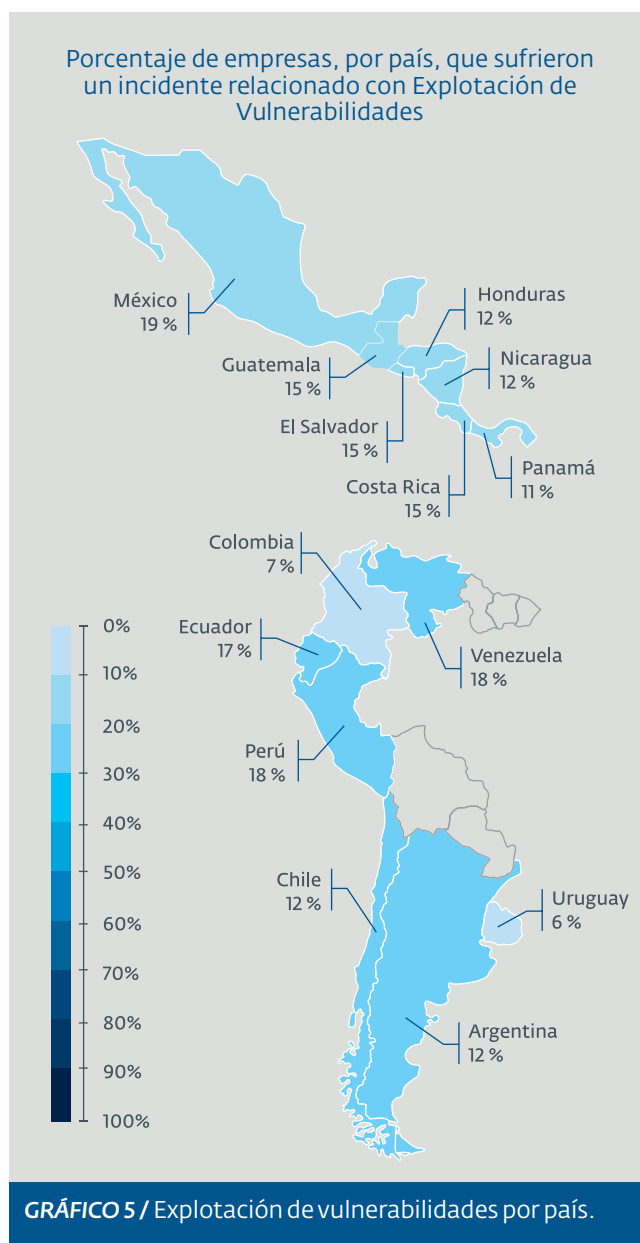 Porcentaje de empresas, por país, que sufrieron
un incidente relacionado con Explotación de
Vulnerabilidades
México
19 %
Honduras
12 %
Guatemala
15 %
Nicaragua
12 %
El Salvador
15 %
Panamá
11 %
Costa Rica
15 %
Colombia
7 %
Ecuador
17 %
Venezuela
18 %
Perú
18 %
Chile
12 %
Uruguay
6 %
Argentina
12 %
0%
10%
20%
30%
40%
50%
60%
70%
80%
90%
100%
GRÁFICO 5 / Explotación de vulnerabilidades por país.